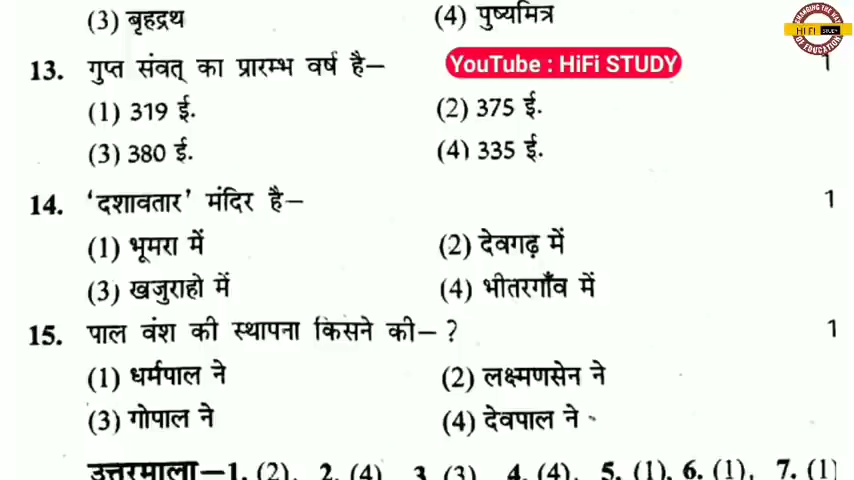 (3) बृहद्रथ (4) पुष्यमित्र
HIFI STUDY
13. गुप्त संवत् का प्रारम्भ वर्ष है– YouTube : HiFi STUDY 1
(1) 319 ई. (2) 375 ई.
(3) 380 ई. (4) 335 ई.
14. ‘दशावतार’ मंदिर है– 1
(1) भूमरा में (2) देवगढ़ में
(3) खजुराहो में (4) भीतरगाँव में
15. पाल वंश की स्थापना किसने की– ? 1
(1) धर्मपाल ने (2) लक्ष्मणसेन ने
(3) गोपाल ने (4) देवपाल ने
उत्तरमाला–1. (2), 2. (4), 3. (3), 4. (4), 5. (1), 6. (1), 7. (1)